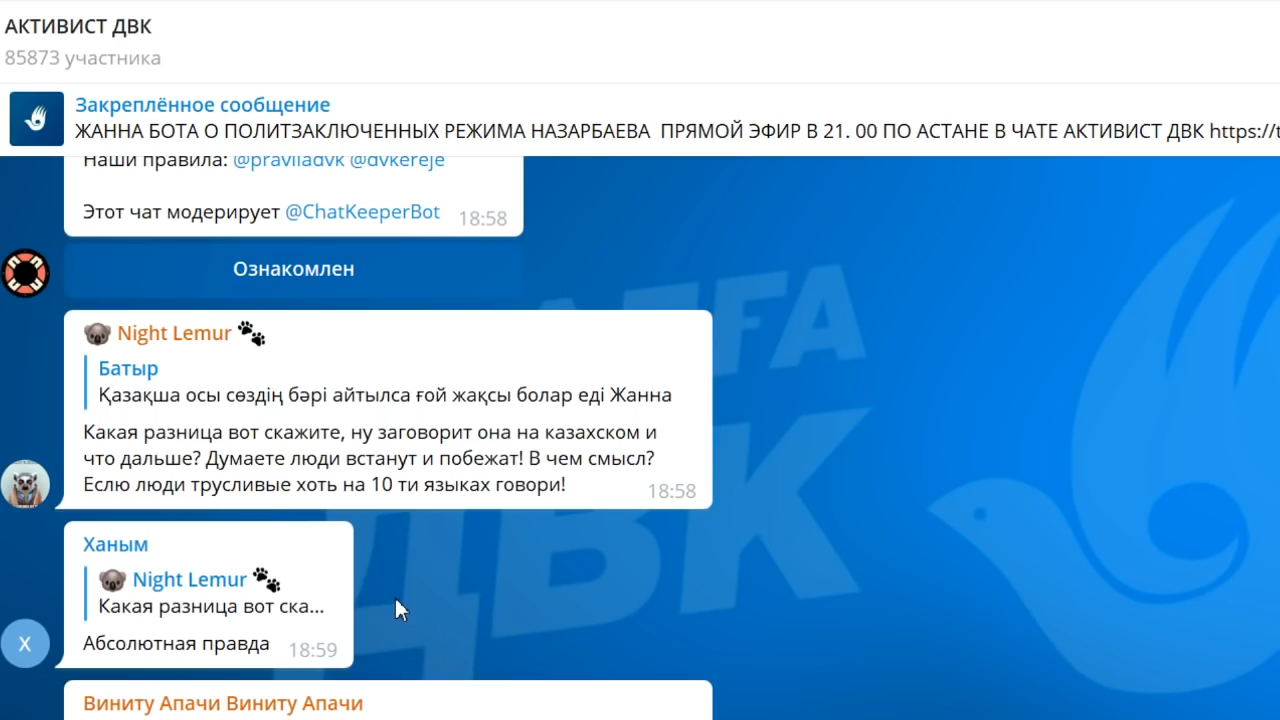 АКТИВИСТ ДВК
85873 участника
Закреплённое сообщение
ЖАННА БОТА О ПОЛИТЗАКЛЮЧЕННЫХ РЕЖИМА НАЗАРБАЕВА ПРЯМОЙ ЭФИР В 21. 00 ПО АСТАНЕ В ЧАТЕ АКТИВИСТ ДВК https://t
Наши правила: @praviladvk @dvkereje
Этот чат модерирует @ChatKeeperBot 18:58
Ознакомлен
Night Lemur
Батыр
Қазақша осы сөздің бәрі айтылса ғой жақсы болар еді Жанна
Какая разница вот скажите, ну заговорит она на казахском и
что дальше? Думаете люди встанут и побежат! В чем смысл?
Еслю люди трусливые хоть на 10 ти языках говори! 18:58
Ханым
Night Lemur
Какая разница вот ска...
Х
Абсолютная правда 18:59
Виниту Апачи Виниту Апачи
ДВК